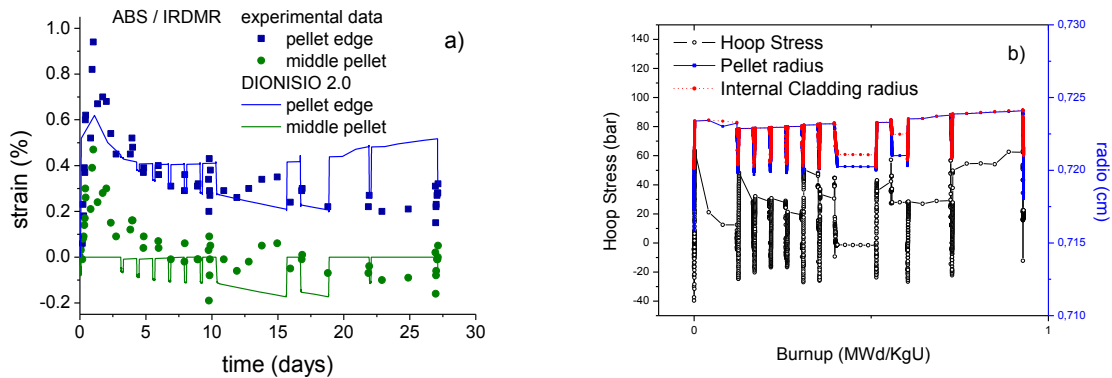 ABS / IRDMR experimental data
pellet edge
middle pellet
DIONISIO 2.0
pellet edge
middle pellet
a)
1.0
0.8
0.6
0.4
0.2
0.0
-0.2
strain (%)
0 5 10 15 20 25 30
time (days)
b)
Hoop Stress
Pellet radius
Internal Cladding radius
140
120
100
80
60
40
20
0
-20
-40
Hoop Stress (bar)
0,730
0,725
0,720
0,715
0,710
radio (cm)
0 1
Burnup (MWd/KgU)